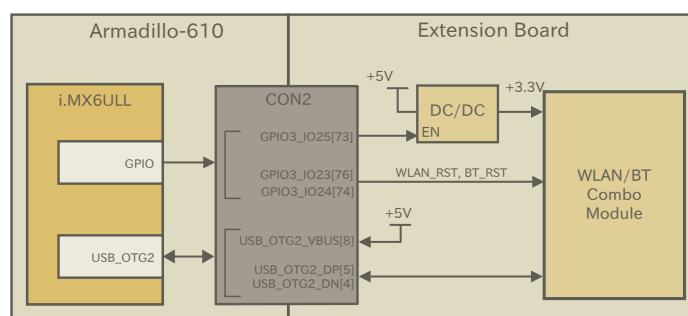 Armadillo-610
Extension Board
i.MX6ULL
CON2
+5V
DC/DC
+3.3V
EN
GPIO
GPIO3_IO25[73]
GPIO3_IO23[76]
GPIO3_IO24[74]
WLAN_RST, BT_RST
WLAN/BT
Combo
Module
+5V
USB_OTG2
USB_OTG2_VBUS[8]
USB_OTG2_DP[5]
USB_OTG2_DN[4]